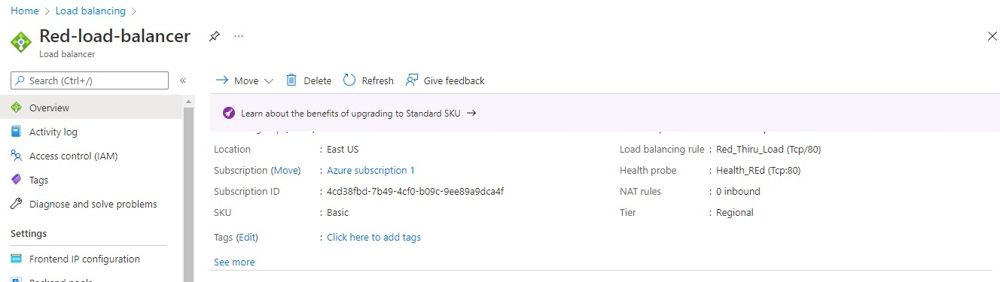 Home > Load balancing >
Red-load-balancer
Load balancer
Search (Ctrl+/)
Move Delete Refresh Give feedback
Overview
Learn about the benefits of upgrading to Standard SKU →
Activity log
Access control (IAM)
Tags
Diagnose and solve problems
Settings
Frontend IP configuration
Backend pools
Location : East US
Subscription (Move) : Azure subscription 1
Subscription ID : 4cd38fbd-7b49-4cf0-b09c-9ee89a9dca4f
SKU : Basic
Tags (Edit) : Click here to add tags
See more
Load balancing rule : Red_Thiru_Load (Tcp/80)
Health probe : Health_REd (Tcp:80)
NAT rules : 0 inbound
Tier : Regional